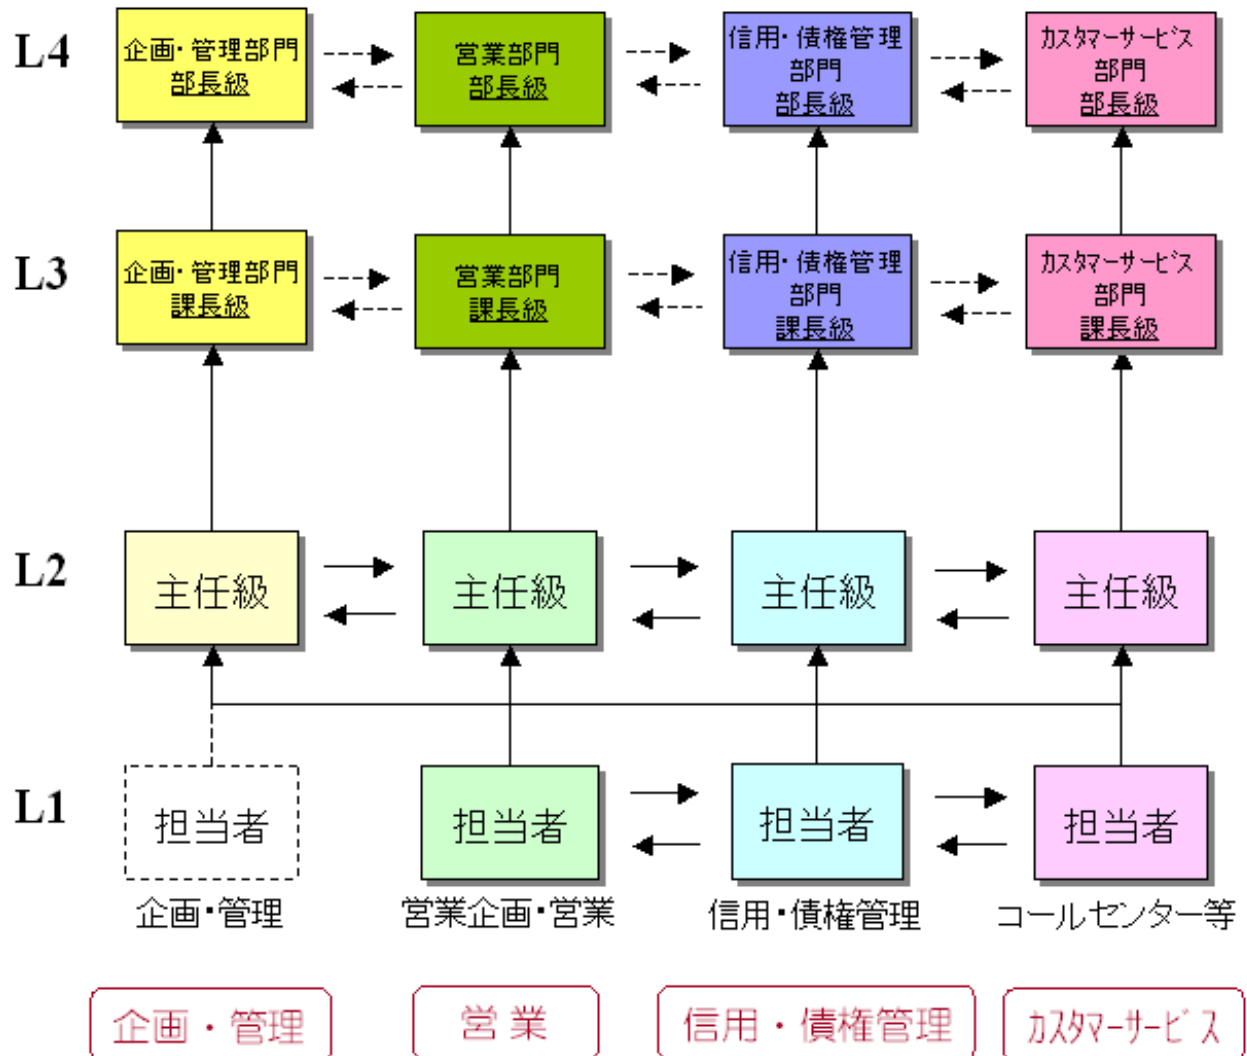 L4
企画・管理部門
部長級
営業部門
部長級
信用・債権管理
部門
部長級
カスタマーサービス
部門
部長級
L3
企画・管理部門
課長級
営業部門
課長級
信用・債権管理
部門
課長級
カスタマーサービス
部門
課長級
L2
主任級
主任級
主任級
主任級
L1
担当者
担当者
担当者
担当者
企画・管理
営業企画・営業
信用・債権管理
コールセンター等
企画・管理
営業
信用・債権管理
カスタマーサービス